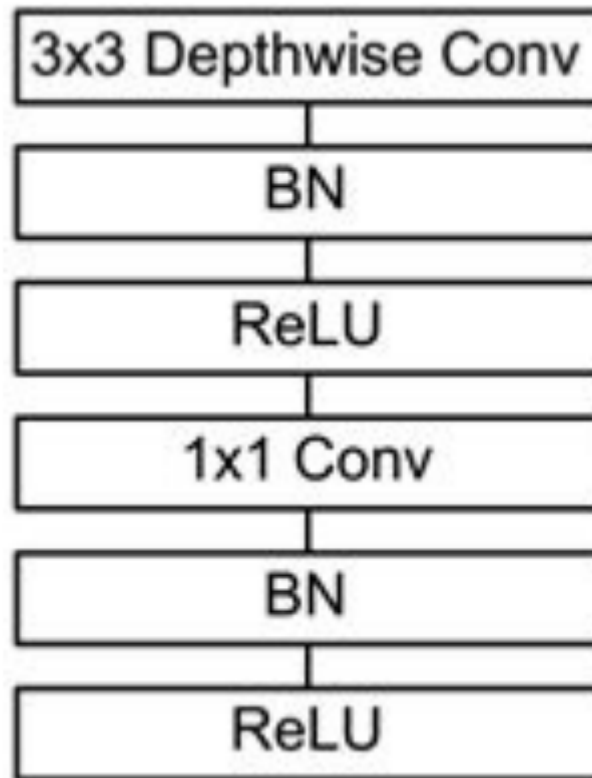 3x3 Depthwise Conv
BN
ReLU
1x1 Conv
BN
ReLU